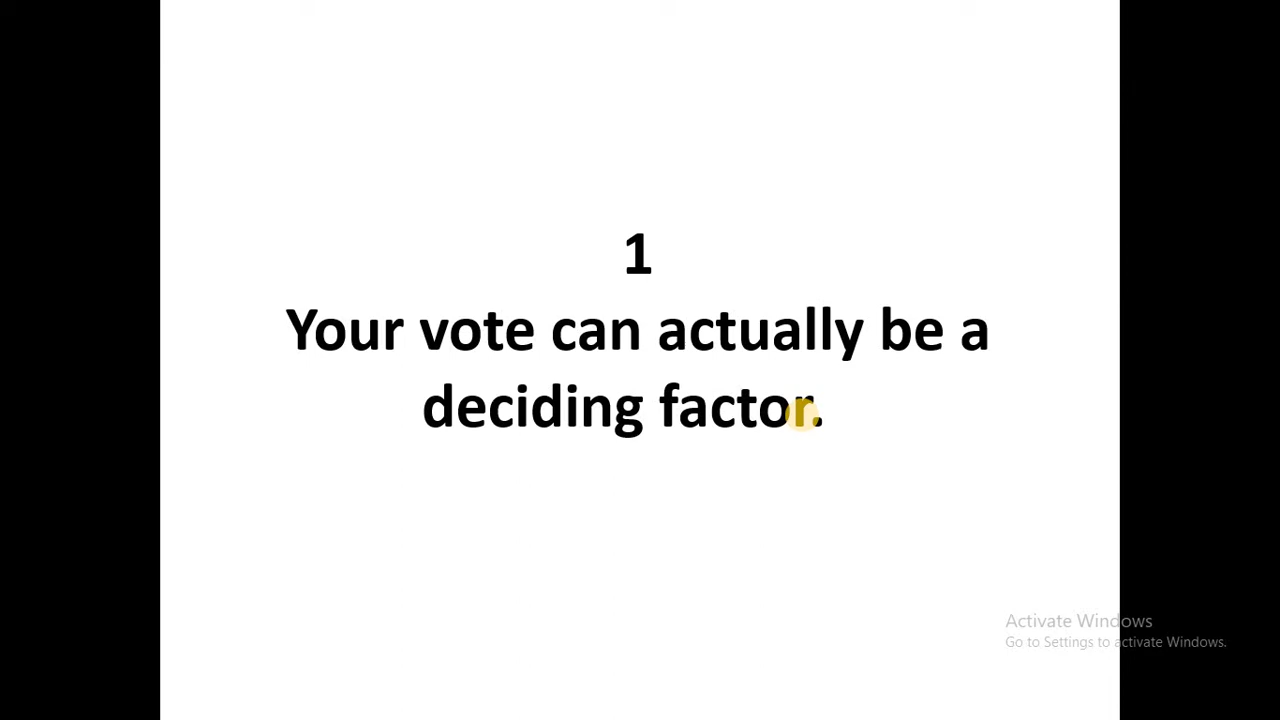 1
Your vote can actually be a
deciding factor.
Activate Windows
Go to Settings to activate Windows.